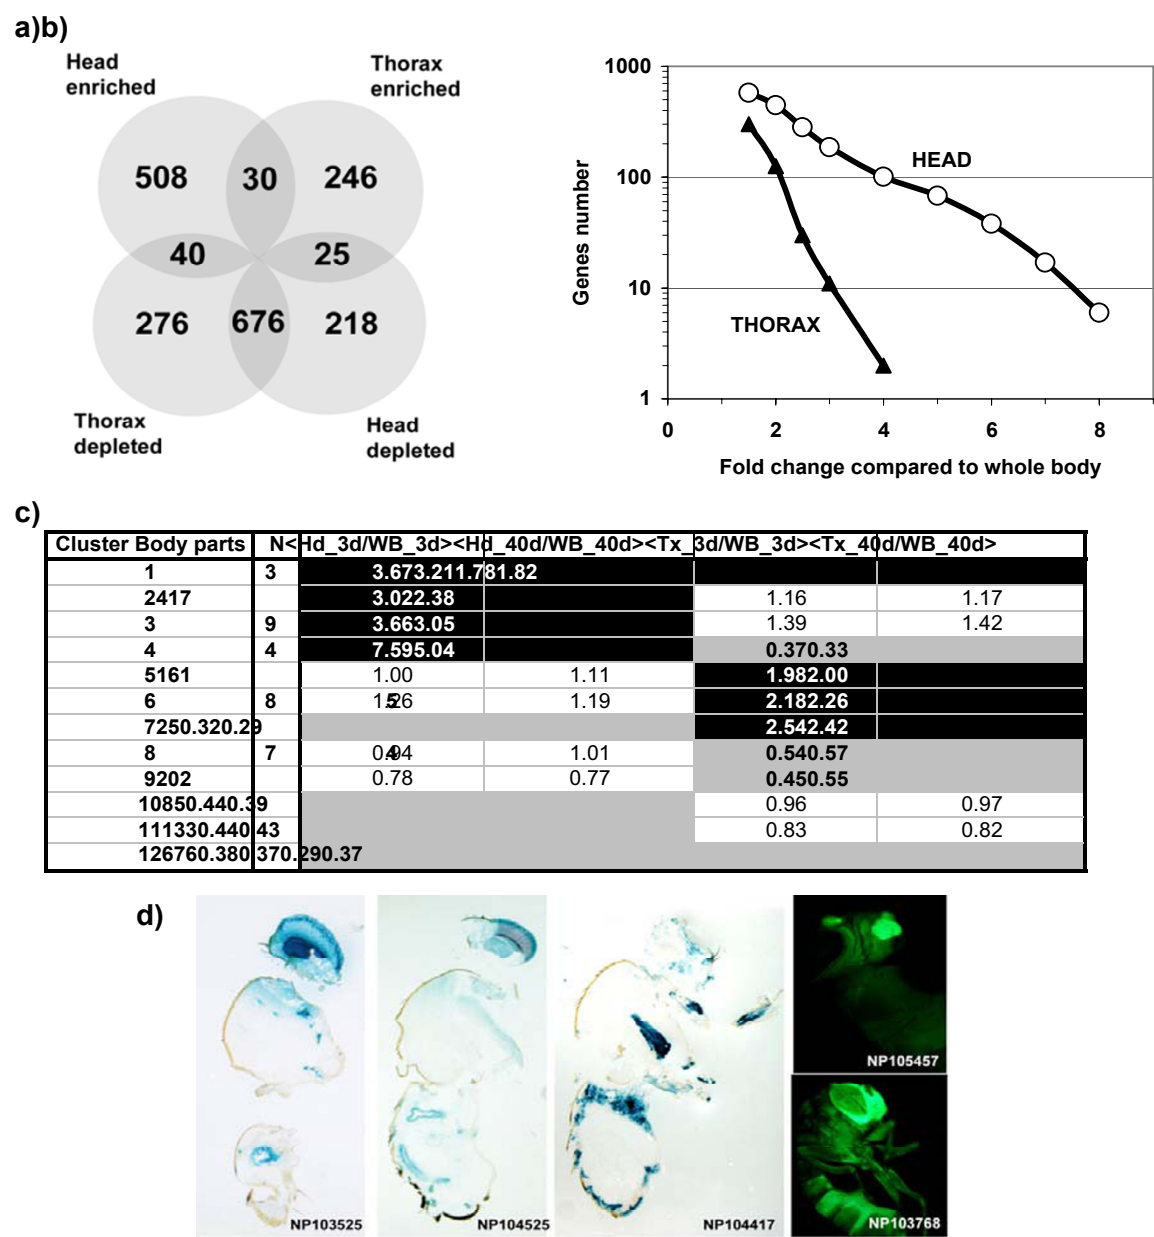 a)b)
Head
enriched
Thorax
enriched
508
30
246
40
25
276
676
218
Thorax
depleted
Head
depleted
1000
100
10
1
Genes number
HEAD
THORAX
0 2 4 6 8
Fold change compared to whole body
c)
Cluster Body parts N<Hd_3d/WB_3d><Hd_40d/WB_40d><Tx_3d/WB_3d><Tx_40d/WB_40d>
1 3 3.673.211.781.82
2417 3.022.38 1.16 1.17
3 9 3.663.05 1.39 1.42
4 4 7.595.04 0.370.33
5161 1.00 1.11 1.982.00
6 8 1.19 2.182.26
7250.320.29 2.542.42
8 7 1.01 0.540.57
9202 0.78 0.77 0.450.55
10850.440.39 0.96 0.97
111330.440.43 0.83 0.82
126760.380.370.290.37
d)
NP103525
NP104525
NP104417
NP105457
NP103768